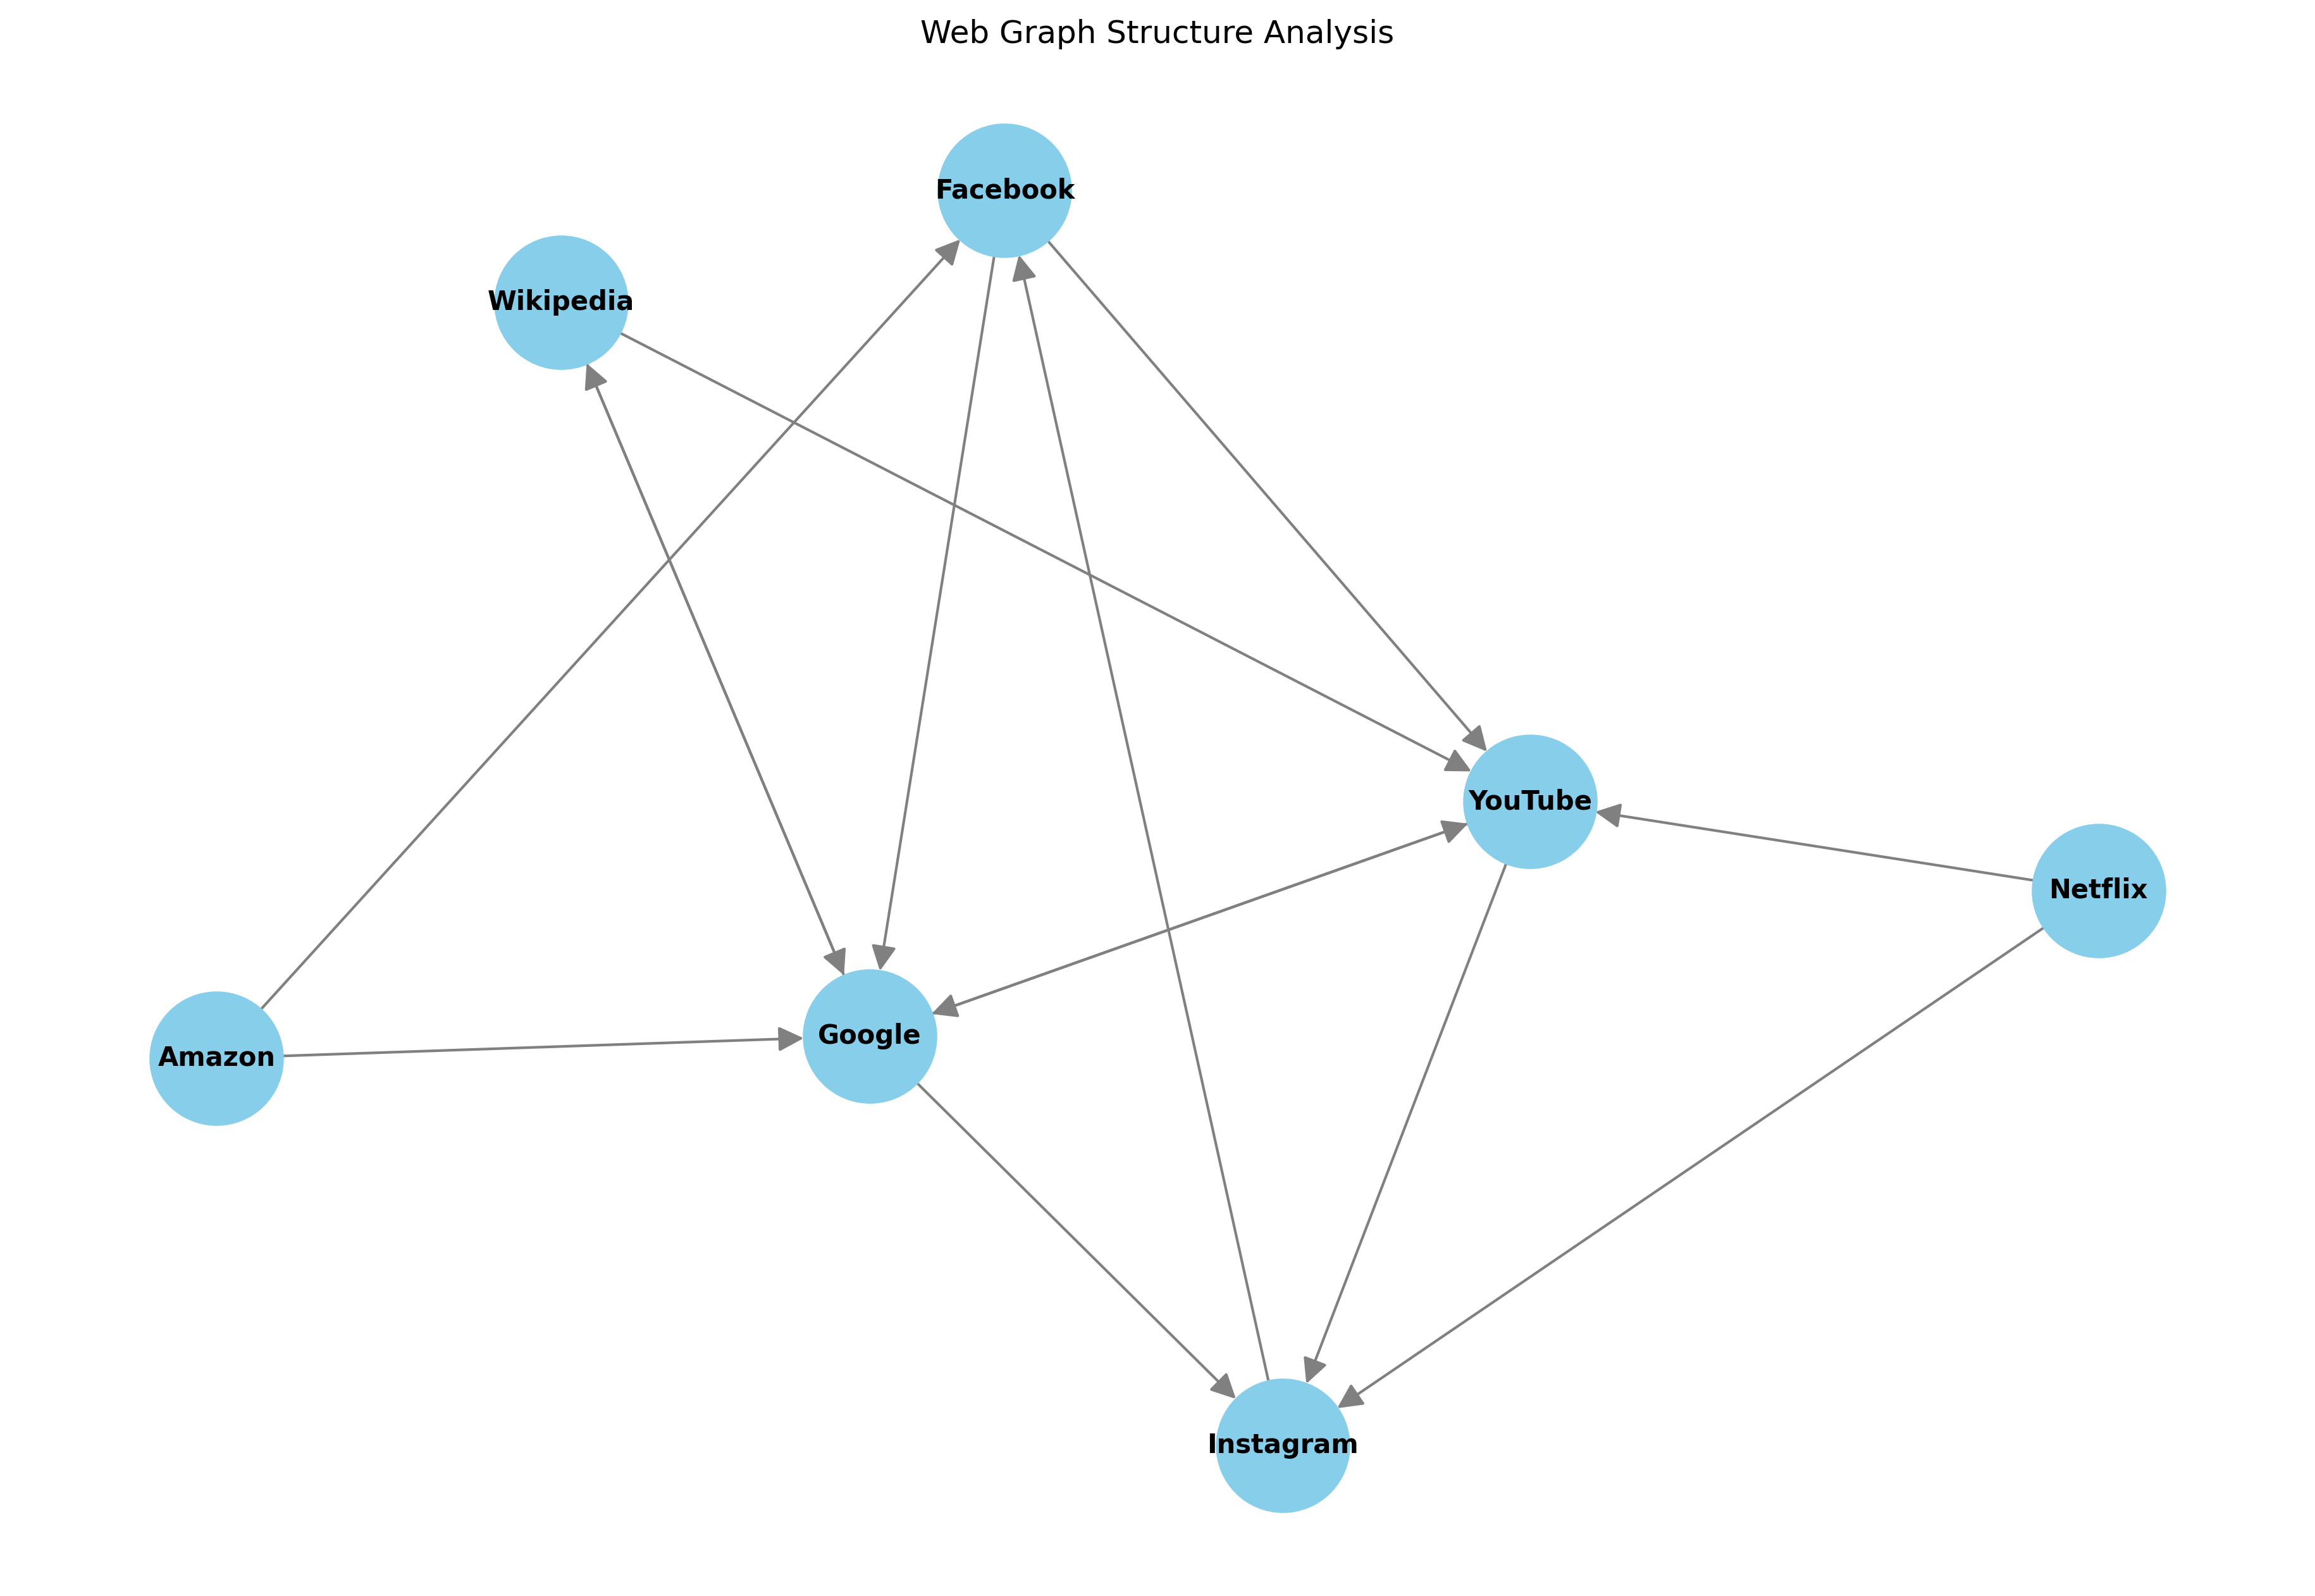 Web Graph Structure Analysis
Facebook
Wikipedia
YouTube
Netflix
Google
Amazon
Instagram